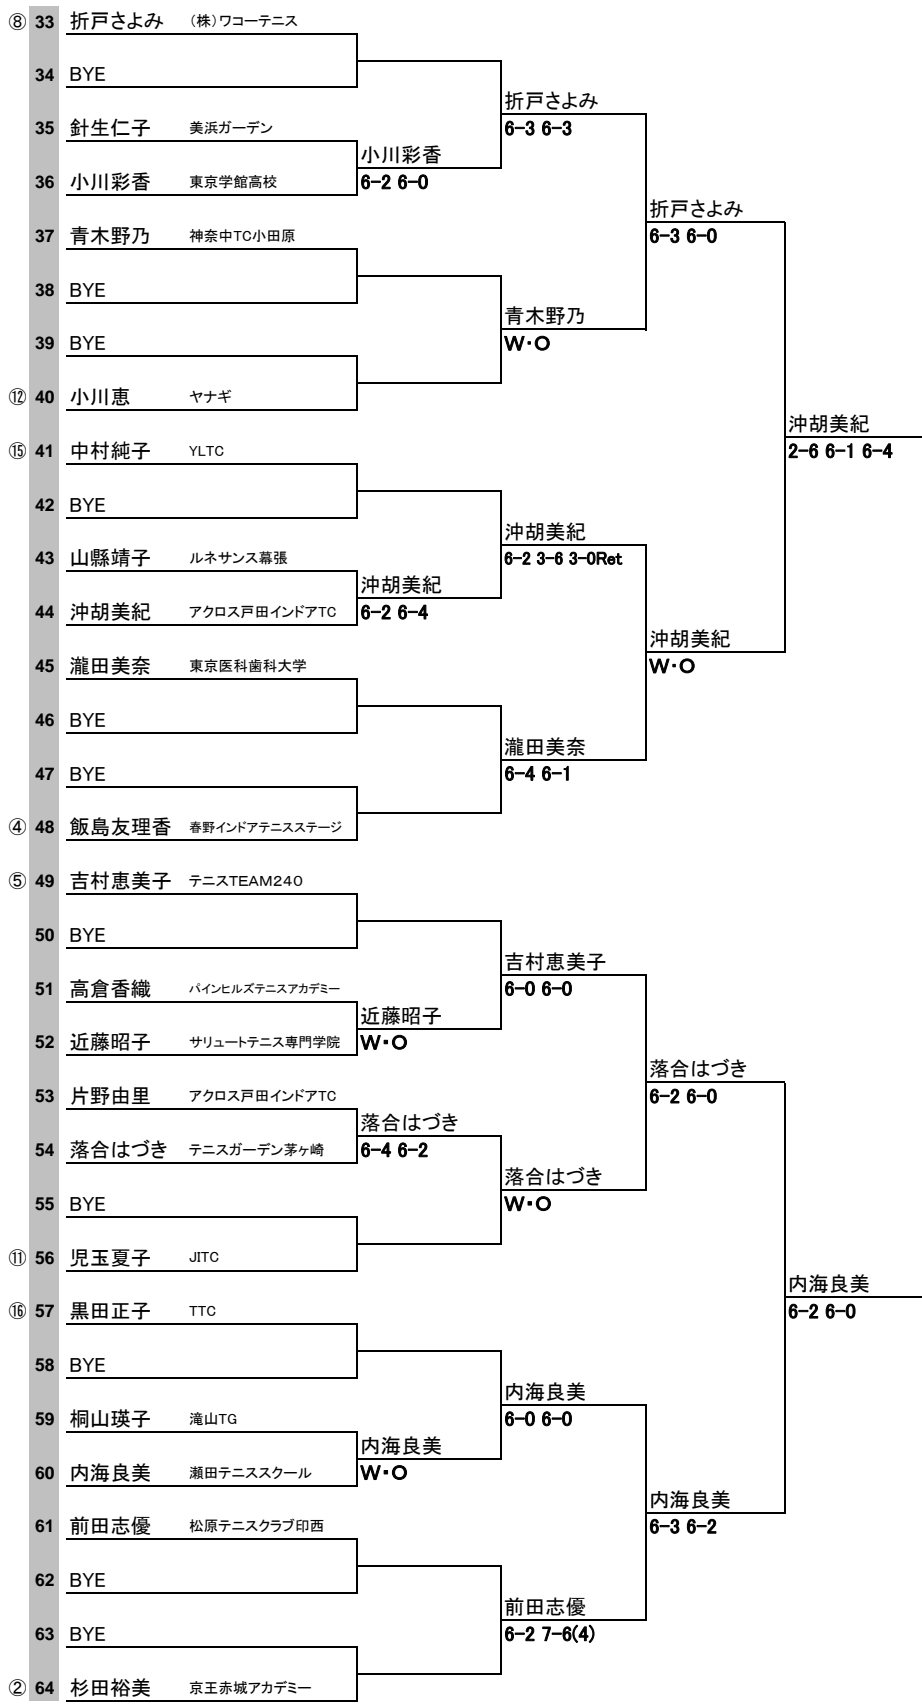 ⑧ 33 折戸さよみ （株）ワコーテニス
34 BYE
折戸さよみ
35 針生仁子 美浜ガーデン 6-3 6-3
小川彩香
36 小川彩香 東京学館高校 6-2 6-0
折戸さよみ
37 青木野乃 神奈中TC小田原 6-3 6-0
38 BYE
青木野乃
39 BYE W・O
⑫ 40 小川恵 ヤナギ
沖胡美紀
⑮ 41 中村純子 YLTC 2-6 6-1 6-4
42 BYE
沖胡美紀
43 山縣靖子 ルネサンス幕張 6-2 3-6 3-0Ret
沖胡美紀
44 沖胡美紀 アクロス戸田インドアTC 6-2 6-4
沖胡美紀
45 瀧田美奈 東京医科歯科大学 W・O
46 BYE
瀧田美奈
47 BYE 6-4 6-1
④ 48 飯島友理香 春野インドアテニスステージ
⑤ 49 吉村恵美子 テニスTEAM240
50 BYE
吉村恵美子
51 高倉香織 パインヒルズテニスアカデミー 6-0 6-0
近藤昭子
52 近藤昭子 サリュートテニス専門学院 W・O
落合はづき
53 片野由里 アクロス戸田インドアTC 6-2 6-0
落合はづき
54 落合はづき テニスガーデン茅ヶ崎 6-4 6-2
落合はづき
55 BYE W・O
⑪ 56 児玉夏子 JITC
内海良美
⑯ 57 黒田正子 TTC 6-2 6-0
58 BYE
内海良美
59 桐山瑛子 滝山TG 6-0 6-0
内海良美
60 内海良美 瀬田テニススクール W・O
内海良美
61 前田志優 松原テニスクラブ印西 6-3 6-2
62 BYE
前田志優
63 BYE 6-2 7-6(4)
② 64 杉田裕美 京王赤城アカデミー